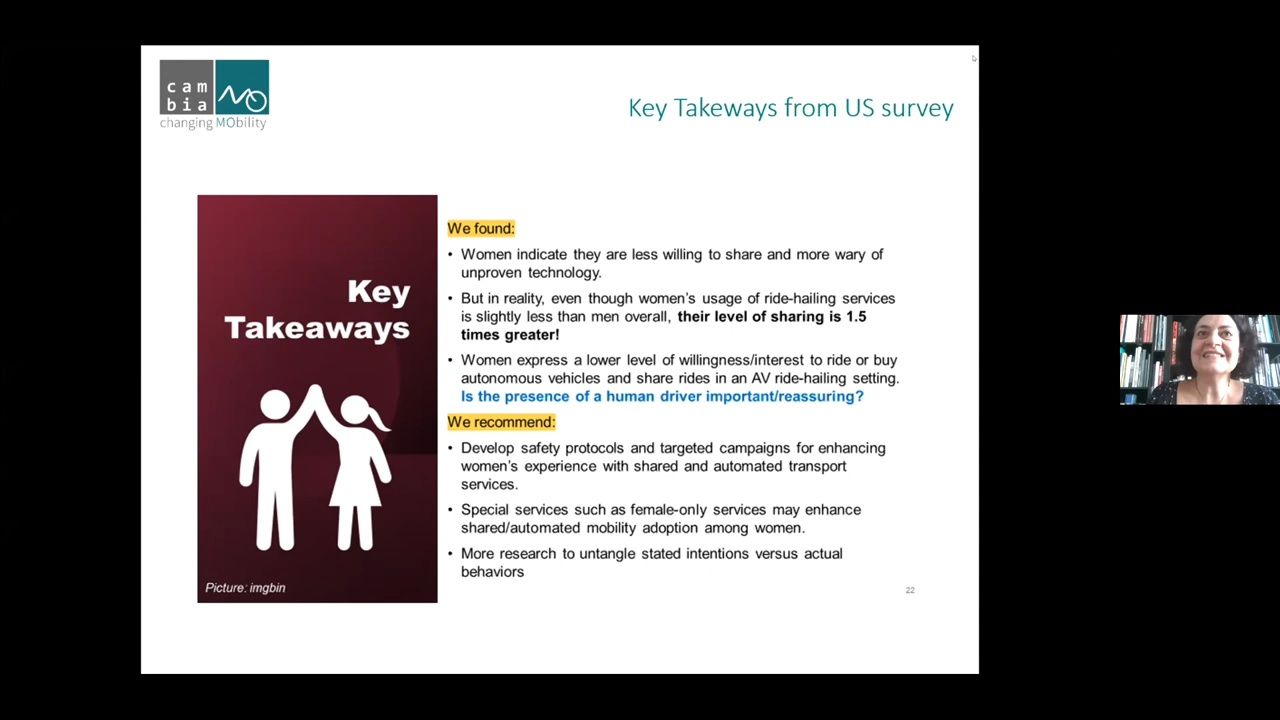 cam
bia
changing MObility
Key Takeways from US survey
Key
Takeaways
Picture: imgbin
We found:
• Women indicate they are less willing to share and more wary of
unproven technology.
• But in reality, even though women's usage of ride-hailing services
is slightly less than men overall, their level of sharing is 1.5
times greater!
• Women express a lower level of willingness/interest to ride or buy
autonomous vehicles and share rides in an AV ride-hailing setting.
Is the presence of a human driver important/reassuring?
We recommend:
• Develop safety protocols and targeted campaigns for enhancing
women's experience with shared and automated transport
services.
• Special services such as female-only services may enhance
shared/automated mobility adoption among women.
• More research to untangle stated intentions versus actual
behaviors
22